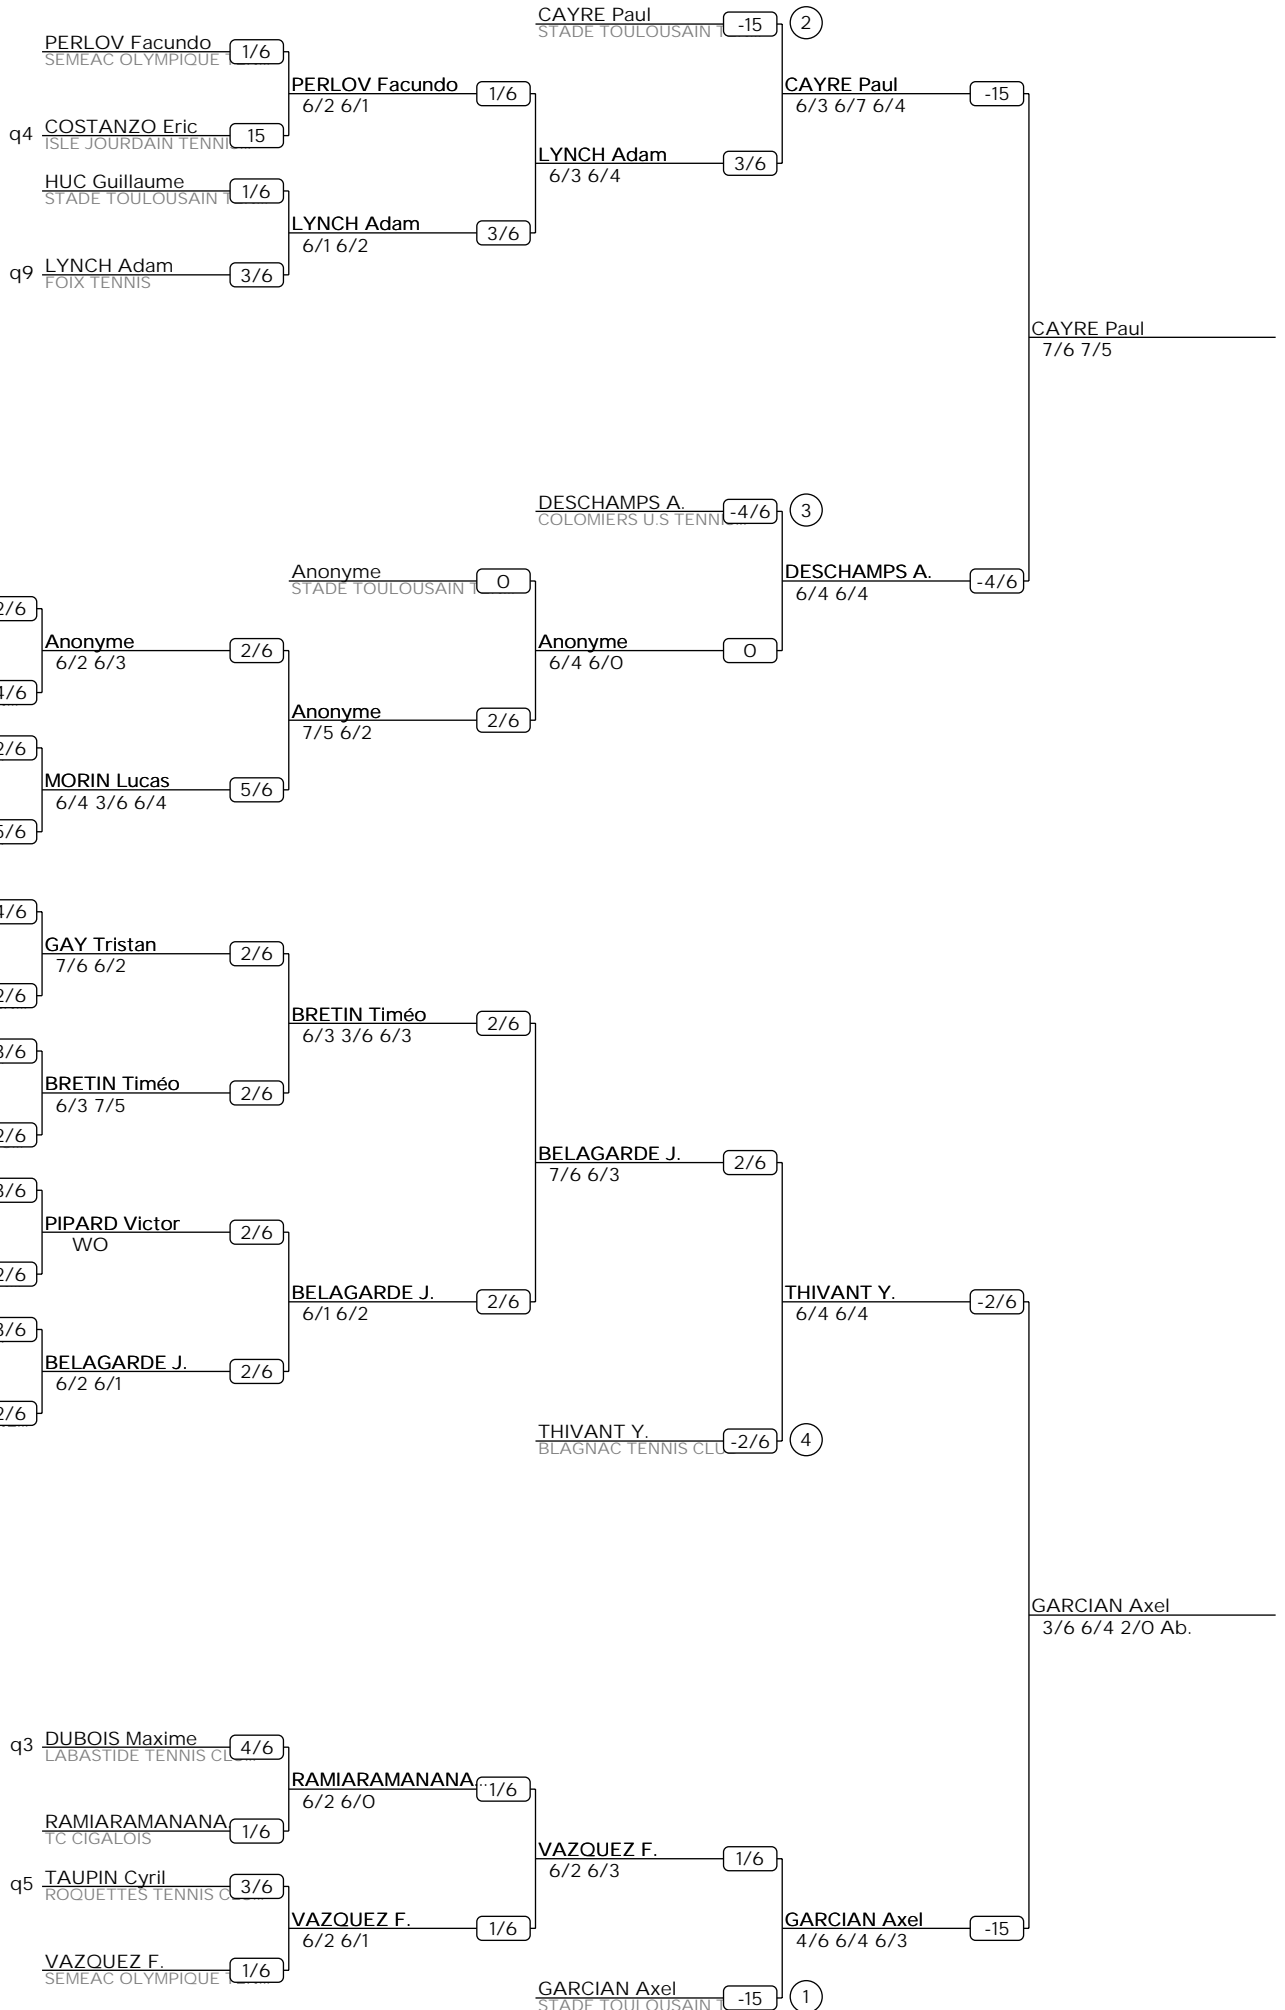 CAYRE Paul
STADE TOULOUSAIN T
-15
2
PERLOV Facundo
SEMEAC OLYMPIQUE
1/6
PERLOV Facundo
6/2 6/1
1/6
CAYRE Paul
6/3 6/7 6/4
-15
q4
COSTANZO Eric
ISLE JOURDAIN TENNI
15
LYNCH Adam
6/3 6/4
3/6
HUC Guillaume
STADE TOULOUSAIN T
1/6
LYNCH Adam
6/1 6/2
3/6
q9
LYNCH Adam
FOIX TENNIS
3/6
CAYRE Paul
7/6 7/5
DESCHAMPS A.
COLOMIERS U.S TENNI
-4/6
3
Anonyme
STADE TOULOUSAIN T
0
DESCHAMPS A.
6/4 6/4
-4/6
2/6
Anonyme
6/2 6/3
2/6
Anonyme
6/4 6/0
0
4/6
Anonyme
7/5 6/2
2/6
2/6
MORIN Lucas
6/4 3/6 6/4
5/6
5/6
4/6
GAY Tristan
7/6 6/2
2/6
2/6
BRETIN Timéo
6/3 3/6 6/3
2/6
3/6
BRETIN Timéo
6/3 7/5
2/6
2/6
BELAGARDE J.
7/6 6/3
2/6
3/6
PIPARD Victor
WO
2/6
2/6
BELAGARDE J.
6/1 6/2
2/6
THIVANT Y.
6/4 6/4
-2/6
3/6
BELAGARDE J.
6/2 6/1
2/6
2/6
THIVANT Y.
BLAGNAC TENNIS CLU
-2/6
4
GARCIAN Axel
3/6 6/4 2/0 Ab.
q3
DUBOIS Maxime
LABASTIDE TENNIS CL
4/6
RAMIARAMANANA...
6/2 6/0
1/6
RAMIARAMANANA
TC CIGALOIS
1/6
VAZQUEZ F.
6/2 6/3
1/6
q5
TAUPIN Cyril
ROQUETTES TENNIS C
3/6
VAZQUEZ F.
6/2 6/1
1/6
GARCIAN Axel
4/6 6/4 6/3
-15
VAZQUEZ F.
SEMEAC OLYMPIQUE
1/6
GARCIAN Axel
STADE TOULOUSAIN T
-15
1